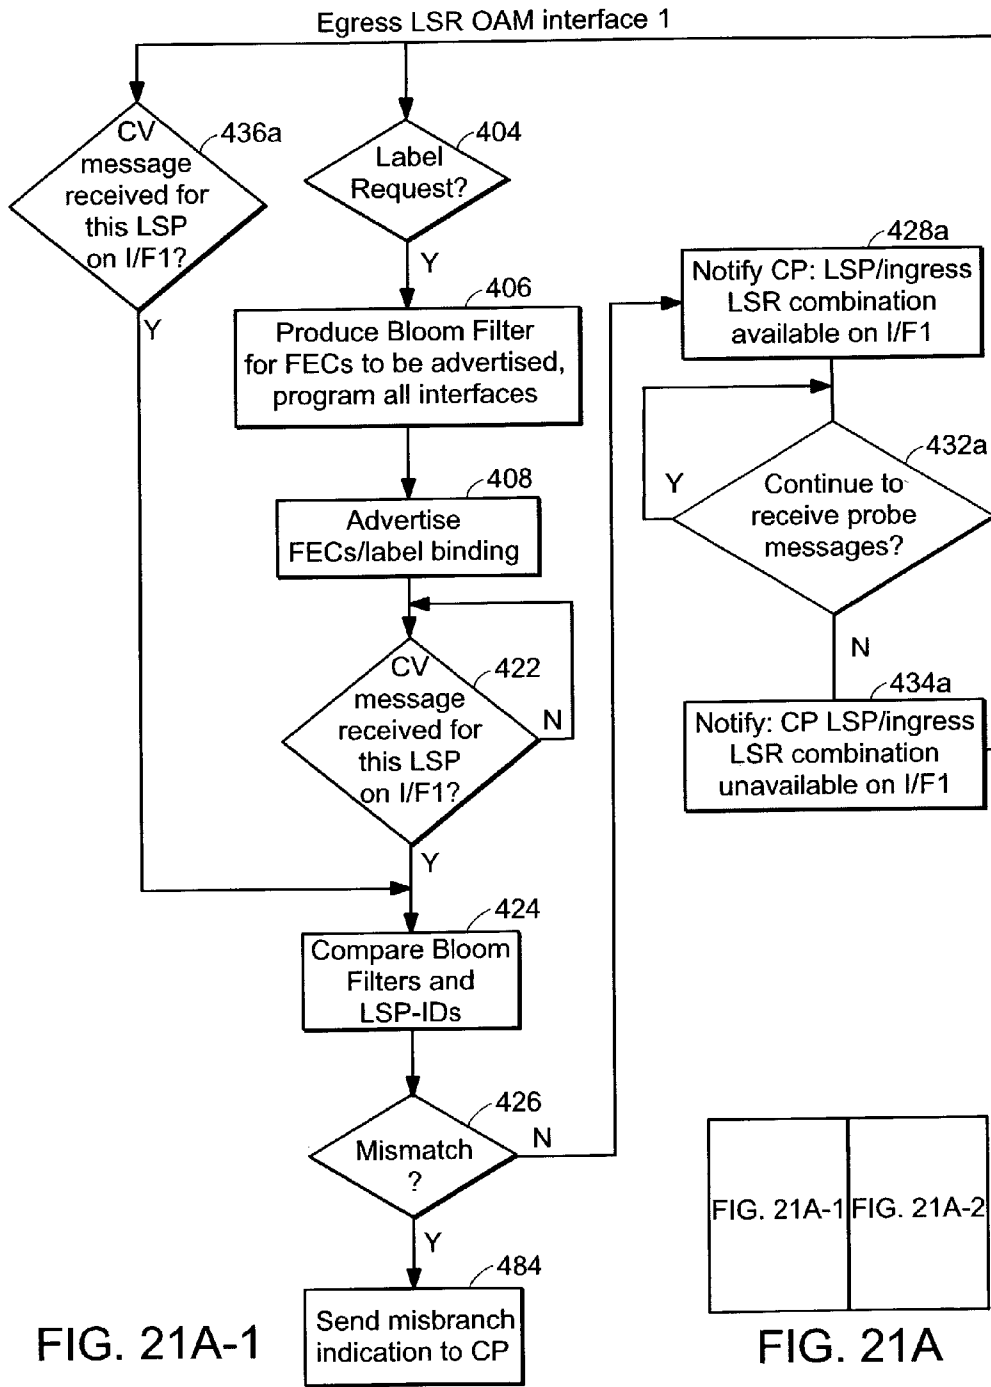 Egress LSR OAM interface 1
CV
message
received for
this LSP
on I/F1?
436a
Y
Label
Request?
404
Y
406
Produce Bloom Filter
for FECs to be advertised,
program all interfaces
408
Advertise
FECs/label binding
CV
message
received for
this LSP
on I/F1?
422
N
Y
424
Compare Bloom
Filters and
LSP-IDs
426
Mismatch
?
N
Y
484
Send misbranch
indication to CP
428a
Notify CP: LSP/ingress
LSR combination
available on I/F1
432a
Continue to
receive probe
messages?
Y
N
434a
Notify: CP LSP/ingress
LSR combination
unavailable on I/F1
FIG. 21A-1
FIG. 21A-2
FIG. 21A-1
FIG. 21A